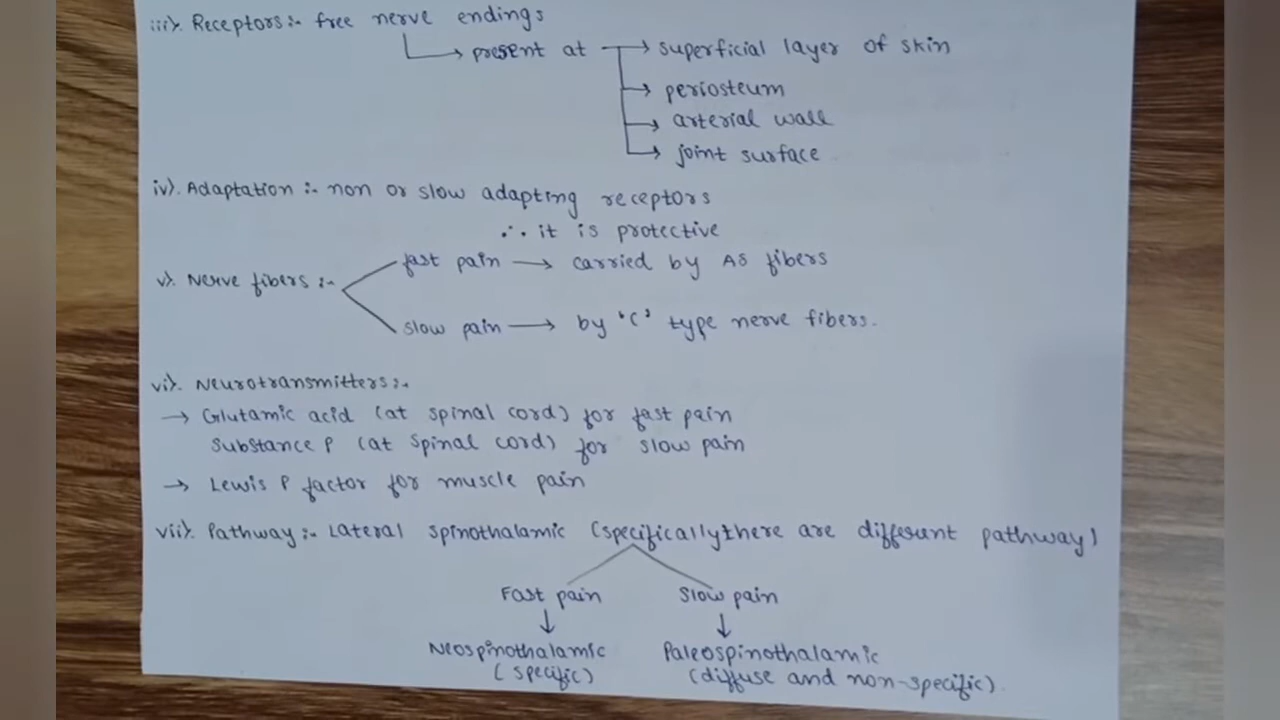 iii). Receptors:- free nerve endings
→ present at → superficial layer of skin
→ periosteum
→ arterial wall
→ joint surface
iv). Adaptation :- non or slow adapting receptors
∴ it is protective
v). Nerve fibers :-
fast pain → carried by Aδ fibers
slow pain → by 'C' type nerve fibers.
vi). Neurotransmitters:-
→ Glutamic acid (at spinal cord) for fast pain
Substance P (at spinal cord) for slow pain
→ Lewis P factor for muscle pain
vii). Pathway:- Lateral spinothalamic (specifically there are different pathway)
Fast pain Slow pain
↓ ↓
Neospinothalamic Paleospinothalamic
(specific) (diffuse and non-specific).